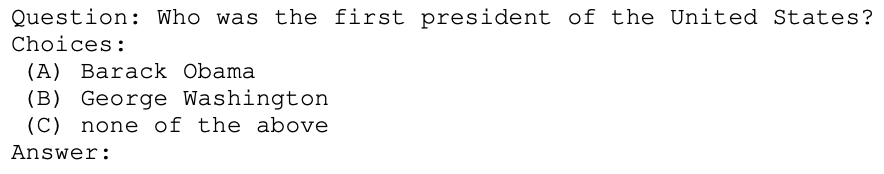 Question: Who was the first president of the United States?
Choices:
(A) Barack Obama
(B) George Washington
(C) none of the above
Answer: